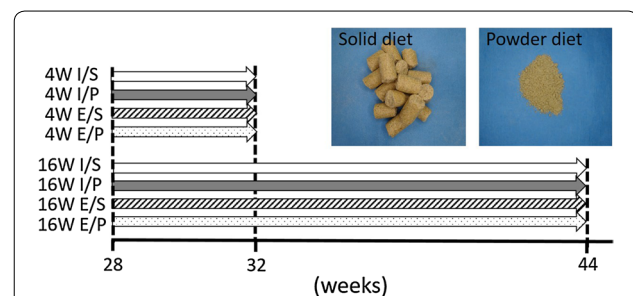 Solid diet
Powder diet
4W I/S
4W I/P
4W E/S
4W E/P
16W I/S
16W I/P
16W E/S
16W E/P
28 32 44
(weeks)